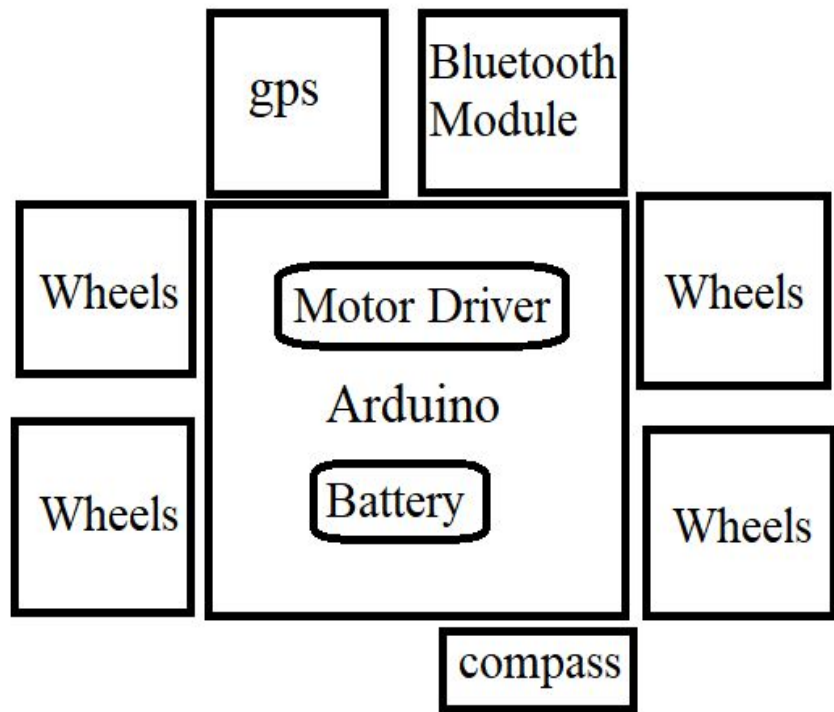 gps
Bluetooth
Module
Wheels
Wheels
Motor Driver
Arduino
Battery
Wheels
Wheels
compass